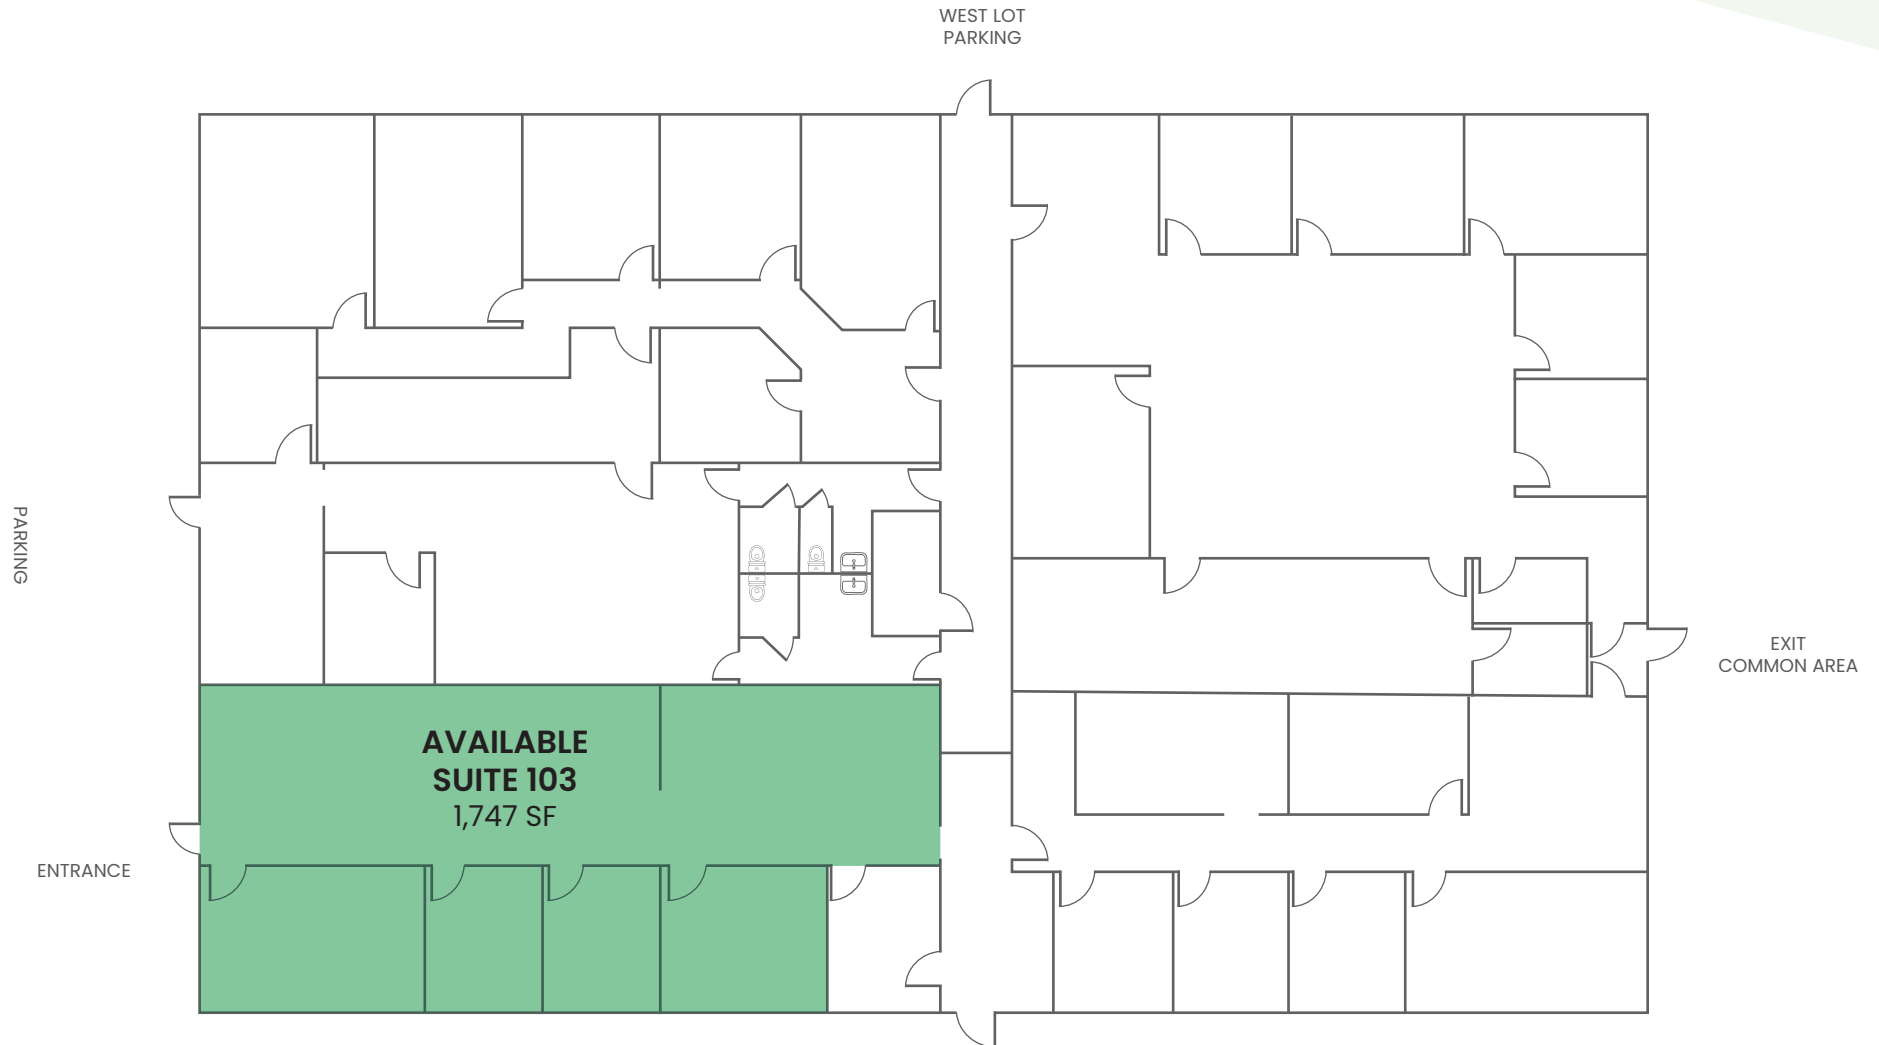 WEST LOT
PARKING
PARKING
AVAILABLE
SUITE 103
1,747 SF
ENTRANCE
EXIT
COMMON AREA